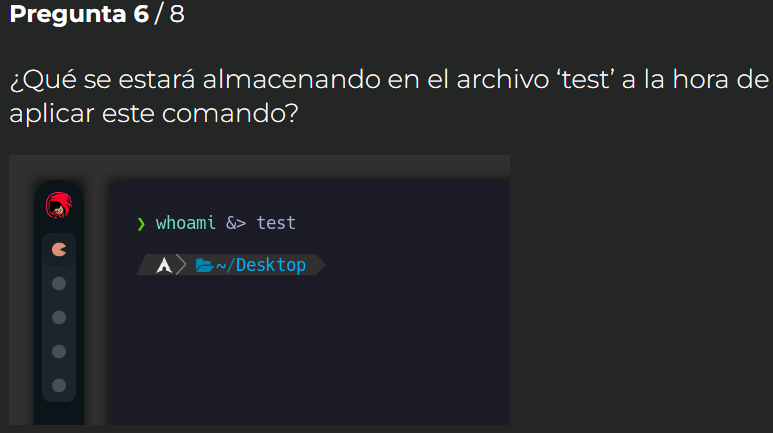 Pregunta 6 / 8
¿Qué se estará almacenando en el archivo ‘test’ a la hora de
aplicar este comando?
❯ whoami &> test
~/Desktop